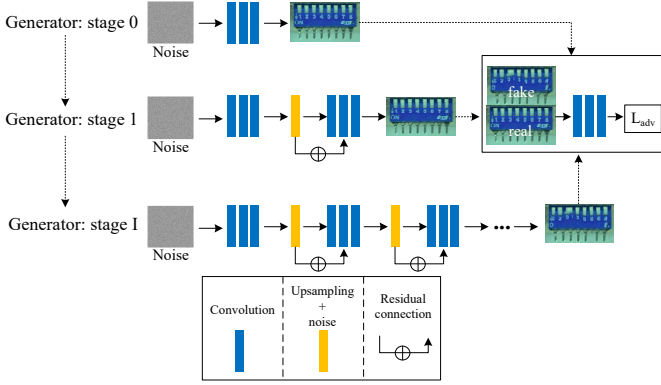 Generator: stage 0
Noise
Generator: stage 1
Noise
fake
real
L_adv
Generator: stage I
Noise
...
Convolution
Upsampling
+
noise
Residual
connection